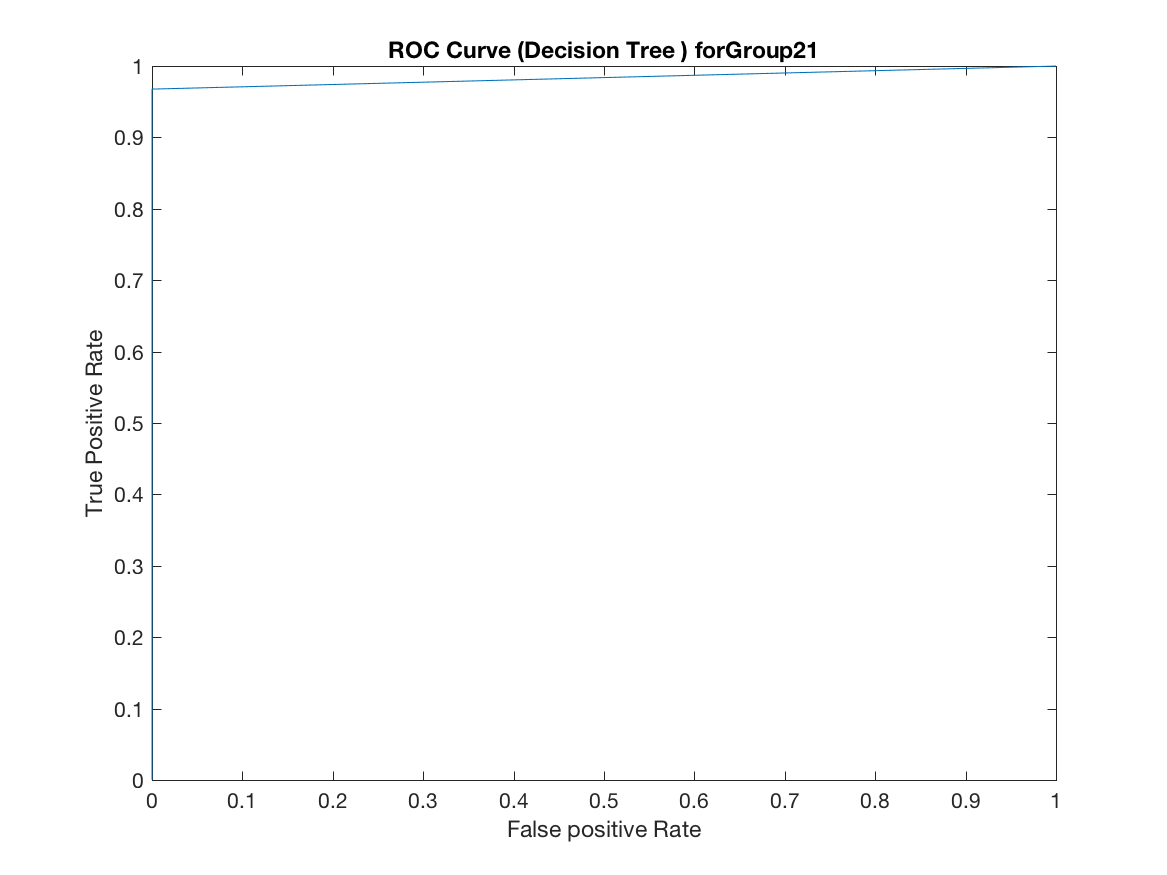 ROC Curve (Decision Tree ) forGroup21
1
0.9
0.8
0.7
0.6
0.5
0.4
0.3
0.2
0.1
0
True Positive Rate
0 0.1 0.2 0.3 0.4 0.5 0.6 0.7 0.8 0.9 1
False positive Rate